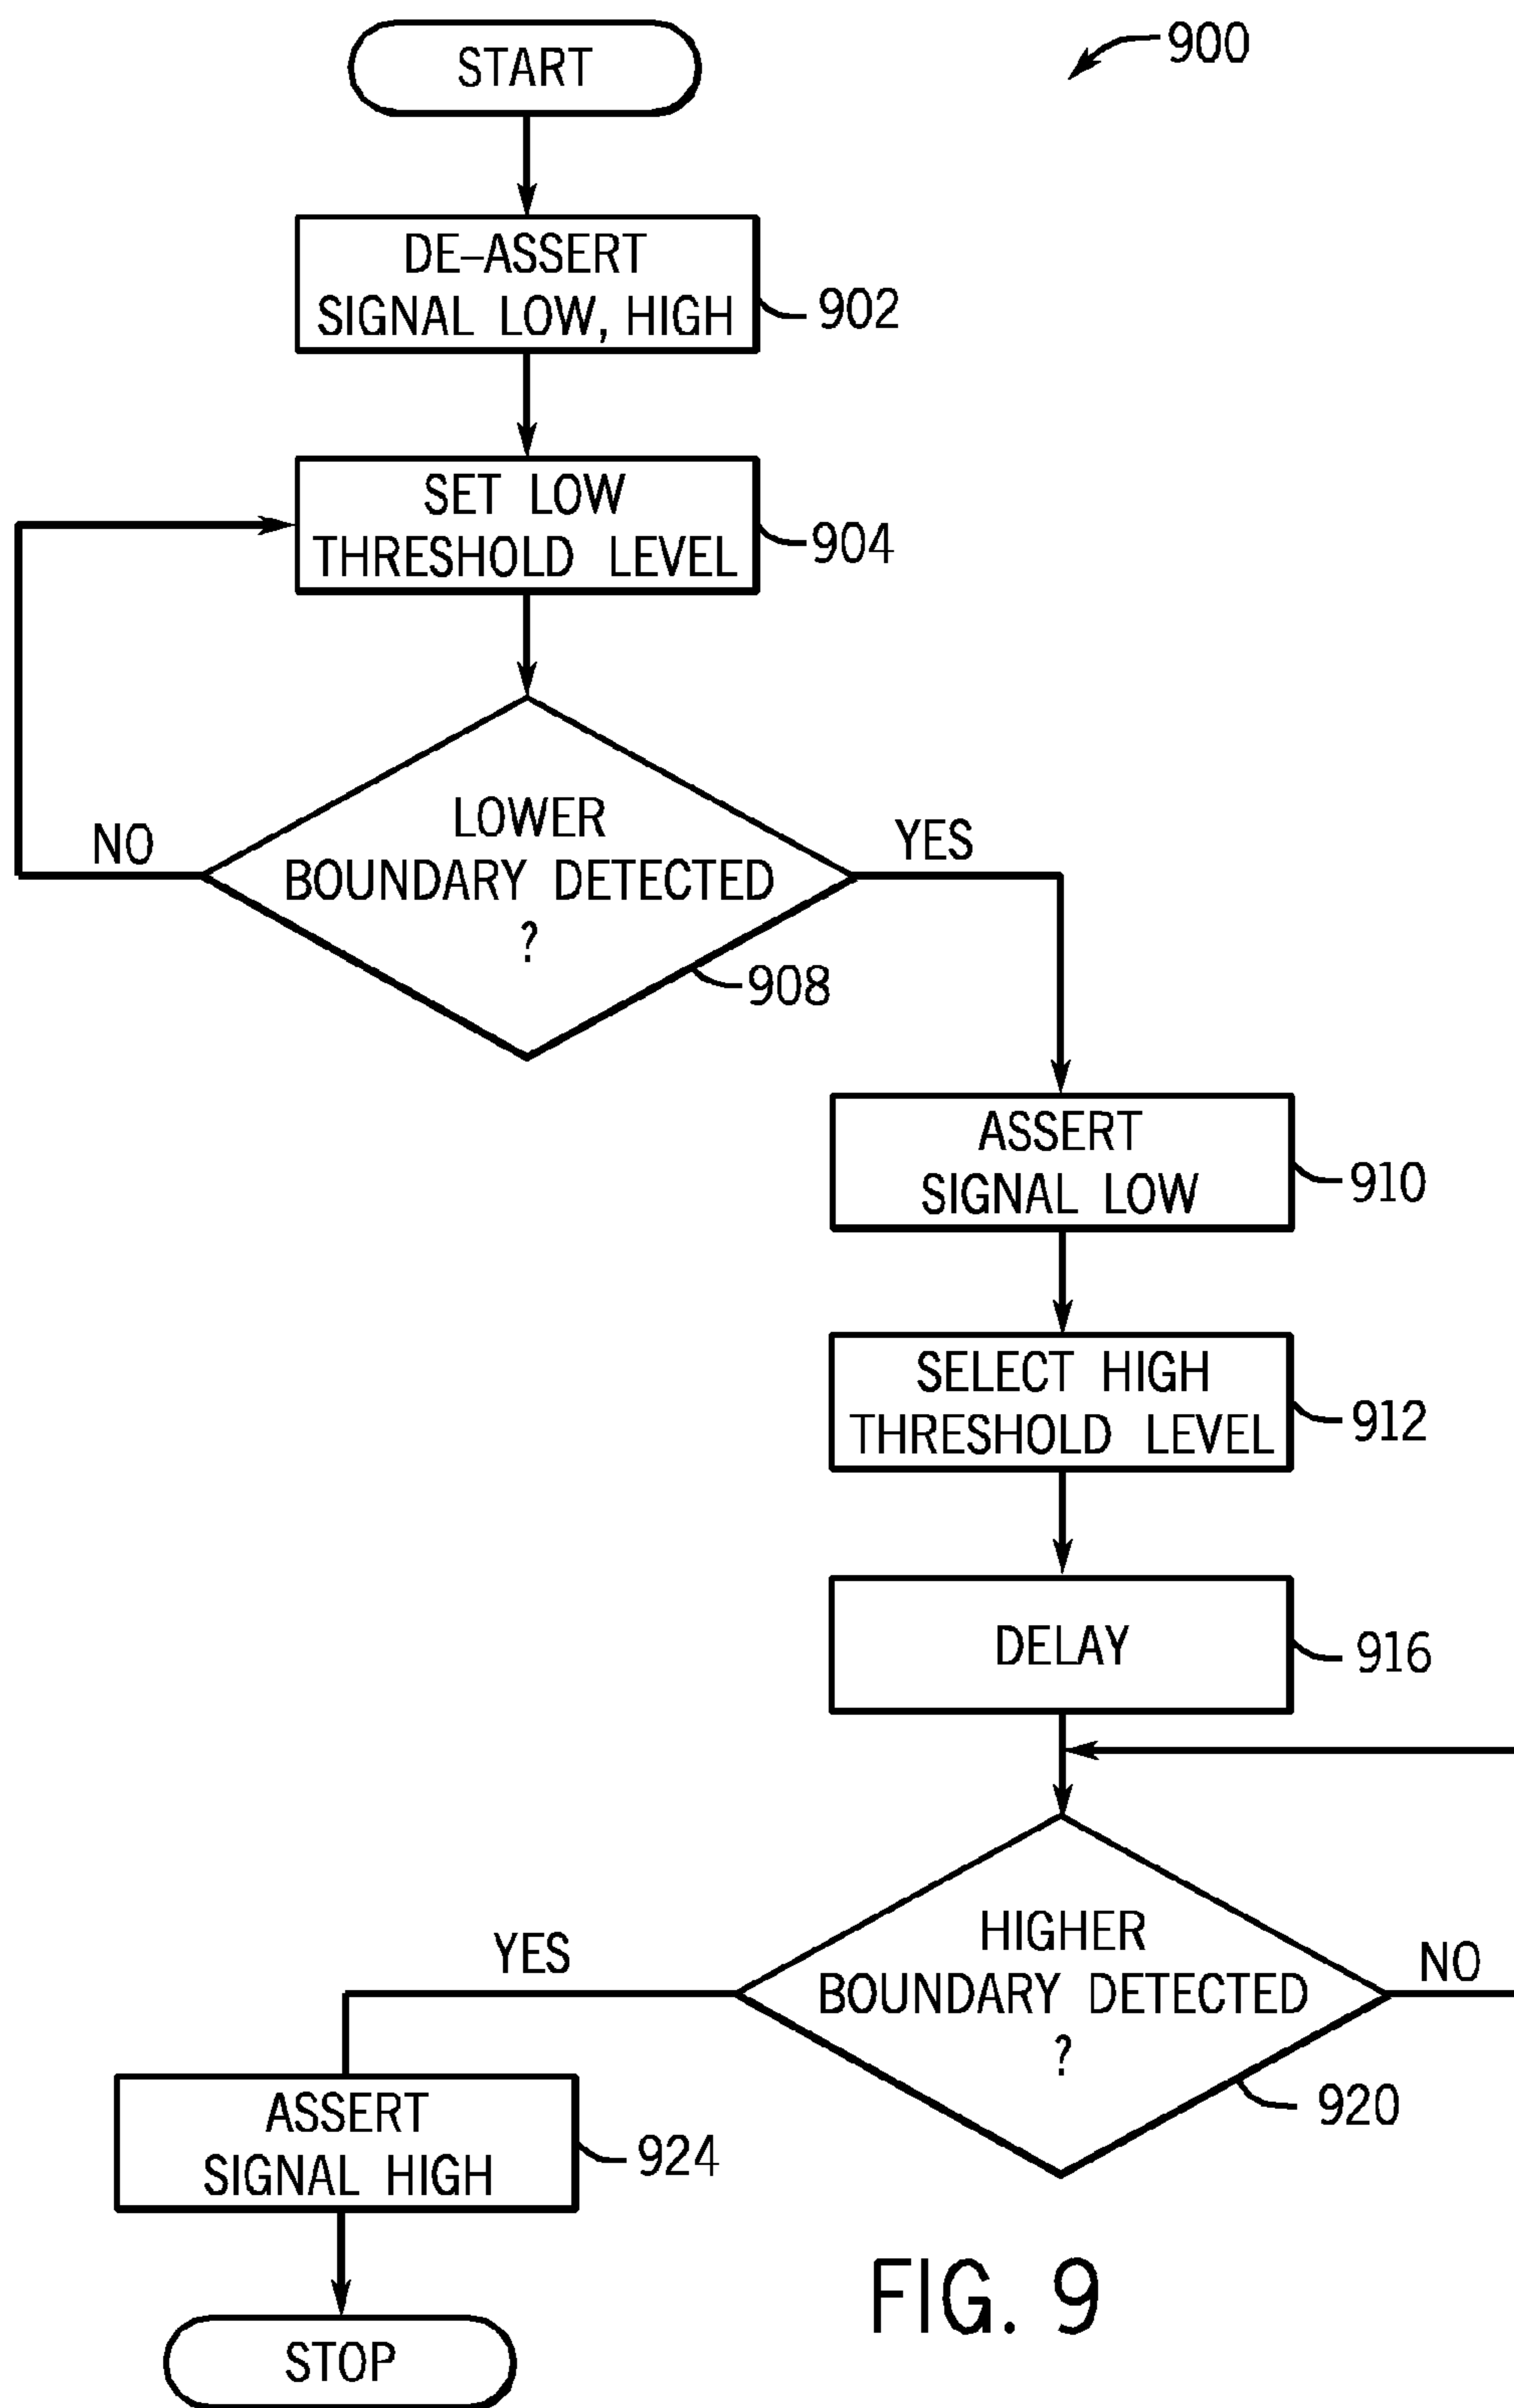 START
900
DE-ASSERT
SIGNAL LOW, HIGH
902
SET LOW
THRESHOLD LEVEL
904
LOWER
BOUNDARY DETECTED
?
NO
YES
908
ASSERT
SIGNAL LOW
910
SELECT HIGH
THRESHOLD LEVEL
912
DELAY
916
HIGHER
BOUNDARY DETECTED
?
YES
NO
920
ASSERT
SIGNAL HIGH
924
STOP
FIG. 9